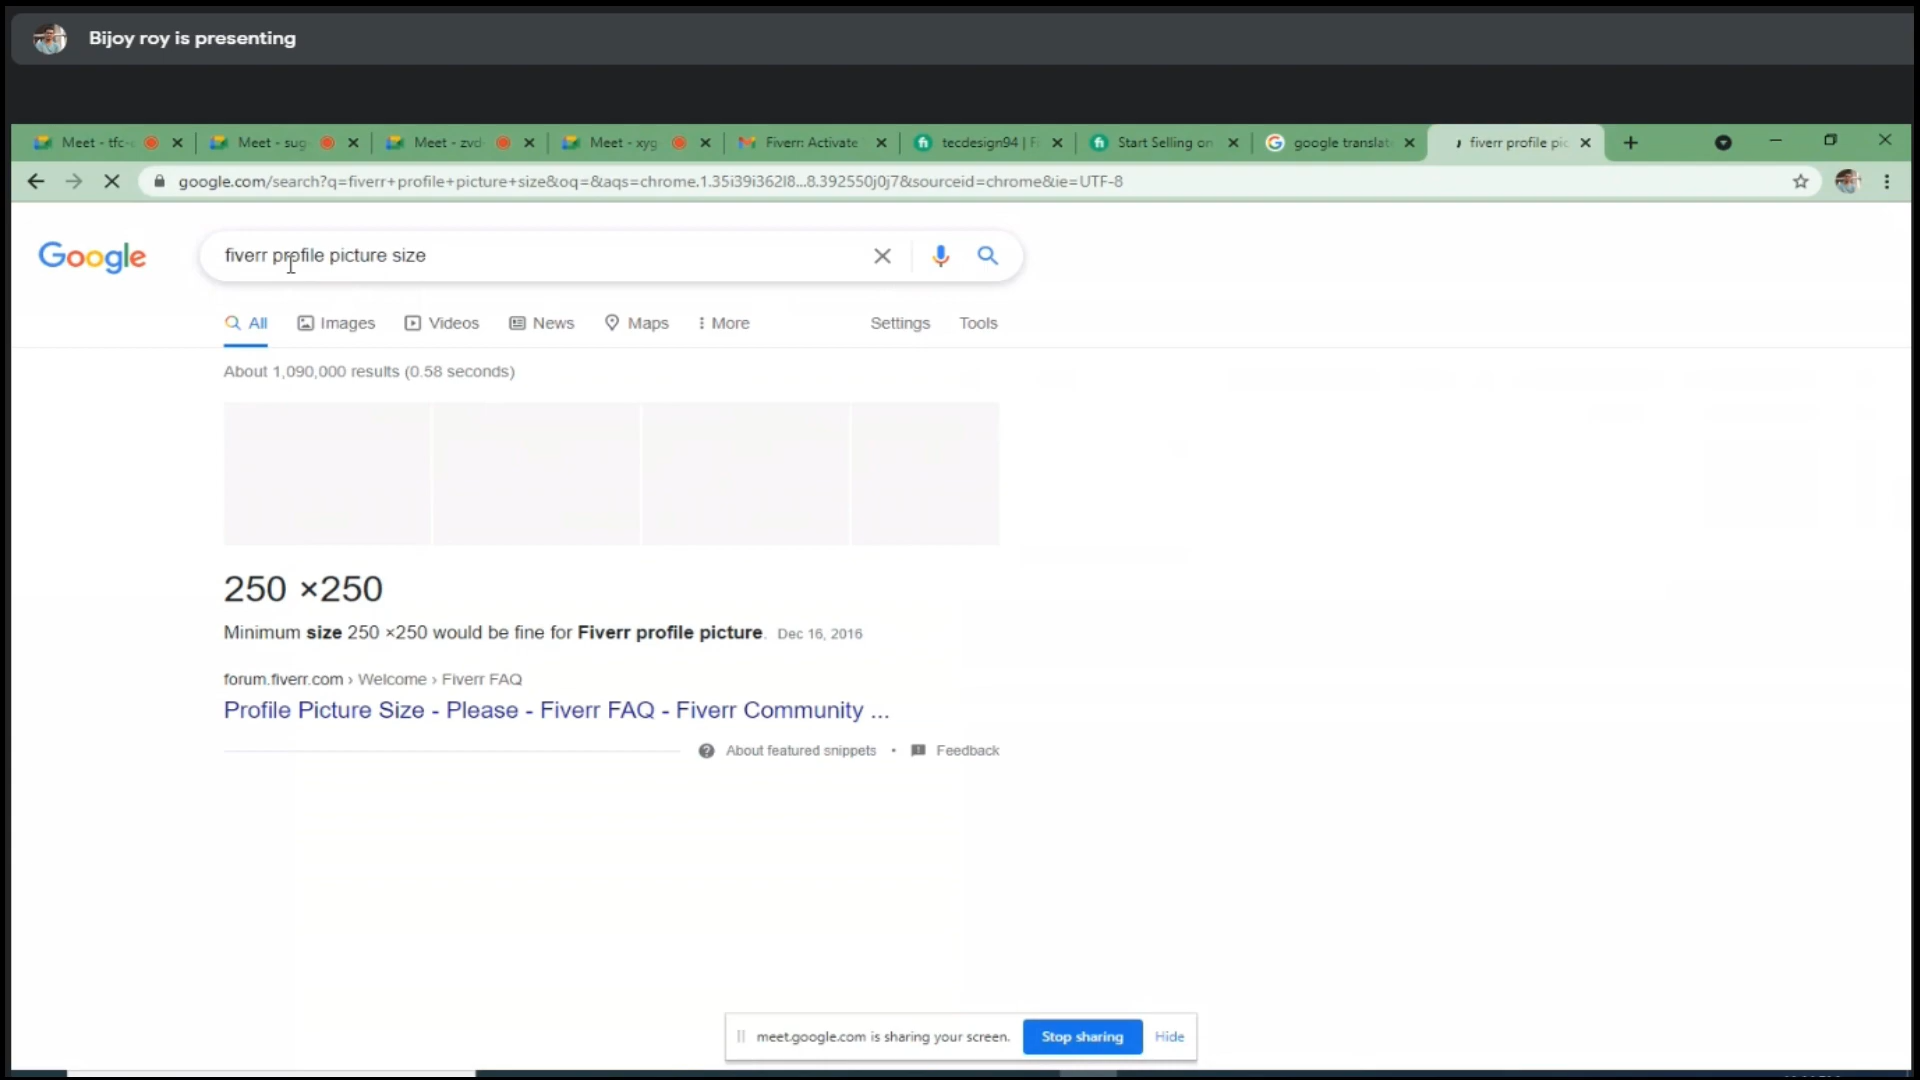 Bijoy roy is presenting
Meet - tfc- Meet - sug Meet - zvd Meet - xyg Fiverr: Activate tecdesign94 | F Start Selling on google translat fiverr profile pic
google.com/search?q=fiverr+profile+picture+size&oq=&aqs=chrome.1.35i39i362l8...8.392550j0j7&sourceid=chrome&ie=UTF-8
Google fiverr profile picture size
All Images Videos News Maps More Settings Tools
About 1,090,000 results (0.58 seconds)
250 ×250
Minimum size 250 ×250 would be fine for Fiverr profile picture. Dec 16, 2016
forum.fiverr.com › Welcome › Fiverr FAQ
Profile Picture Size - Please - Fiverr FAQ - Fiverr Community ...
About featured snippets • Feedback
meet.google.com is sharing your screen. Stop sharing Hide